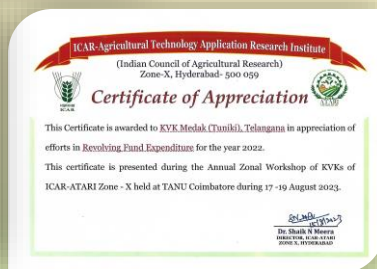 ICAR-Agricultural Technology Application Research Institute
(Indian Council of Agricultural Research)
Zone-X, Hyderabad- 500 059
Certificate of Appreciation
ATARI
This Certificate is awarded to KVK Medak (Tuniki), Telangana in appreciation of
efforts in Revolving Fund Expenditure for the year 2022.
This certificate is presented during the Annual Zonal Workshop of KVKs of
ICAR-ATARI Zone - X held at TANU Coimbatore during 17 -19 August 2023.
Dr. Shaik N Meera
DIRECTOR, ICAR-ATARI
ZONE X, HYDERABAD